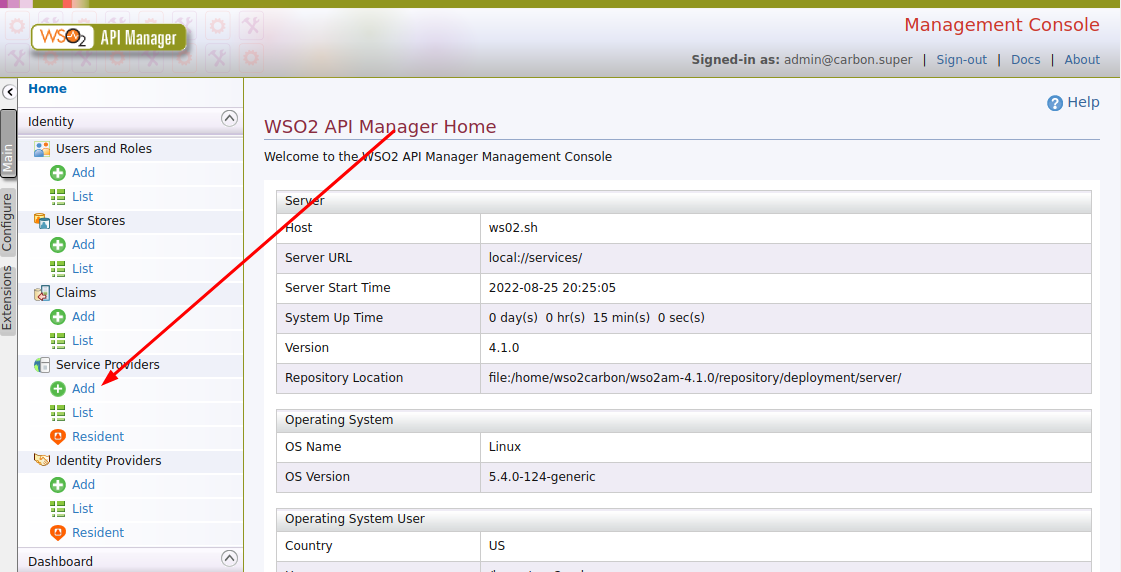 WSO2 API Manager
Management Console
Signed-in as: admin@carbon.super | Sign-out | Docs | About
Main
Configure
Extensions
Home
Identity
Users and Roles
Add
List
User Stores
Add
List
Claims
Add
List
Service Providers
Add
List
Resident
Identity Providers
Add
List
Resident
Dashboard
Help
WSO2 API Manager Home
Welcome to the WSO2 API Manager Management Console
Server
Host ws02.sh
Server URL local://services/
Server Start Time 2022-08-25 20:25:05
System Up Time 0 day(s) 0 hr(s) 15 min(s) 0 sec(s)
Version 4.1.0
Repository Location file:/home/wso2carbon/wso2am-4.1.0/repository/deployment/server/
Operating System
OS Name Linux
OS Version 5.4.0-124-generic
Operating System User
Country US